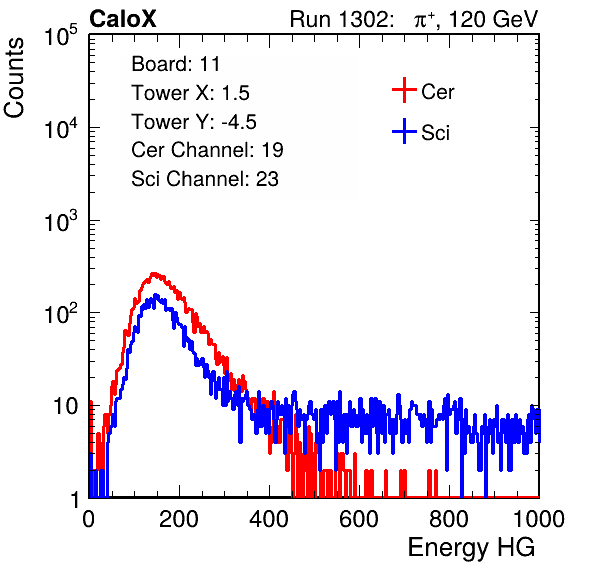 CaloX Run 1302: π⁺, 120 GeV
Board: 11
Tower X: 1.5
Tower Y: -4.5
Cer Channel: 19
Sci Channel: 23
Cer
Sci
Counts
10⁵
10⁴
10³
10²
10
1
0 200 400 600 800 1000
Energy HG